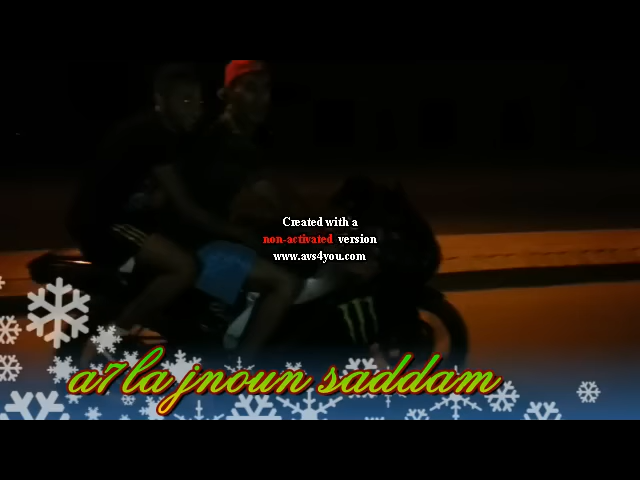 Created with a
non-activated version
www.avs4you.com
a7la jnoun saddam